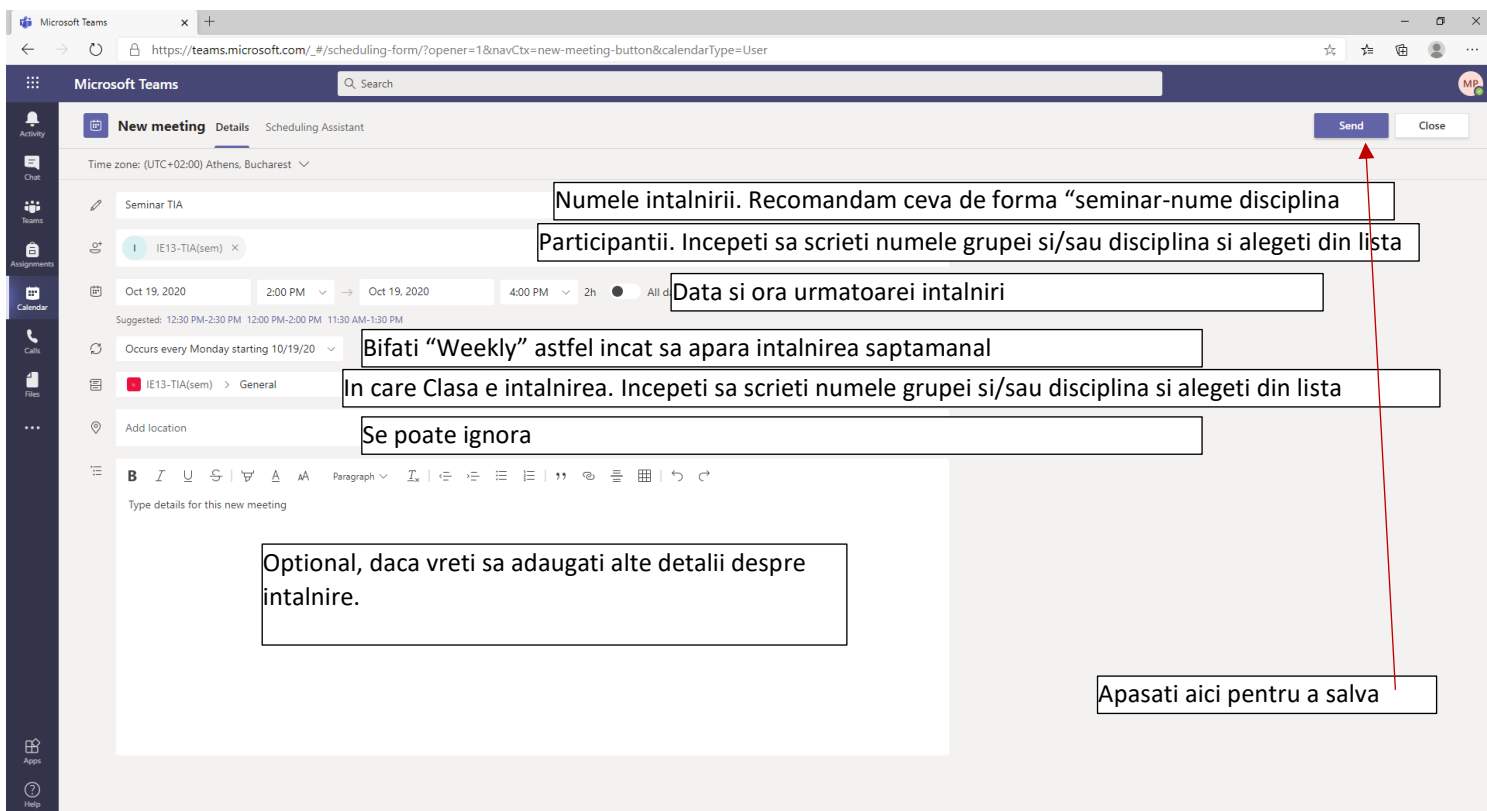 Microsoft Teams
https://teams.microsoft.com/_#/scheduling-form/?opener=1&navCtx=new-meeting-button&calendarType=User
Microsoft Teams
Search
MP
Activity
Chat
Teams
Assignments
Calendar
Calls
Files
Apps
Help
New meeting Details Scheduling Assistant
Send Close
Time zone: (UTC+02:00) Athens, Bucharest
Seminar TIA
Numele intalnirii. Recomandam ceva de forma “seminar-nume disciplina
I IE13-TIA(sem)
Participantii. Incepeti sa scrieti numele grupei si/sau disciplina si alegeti din lista
Oct 19, 2020 2:00 PM → Oct 19, 2020 4:00 PM 2h All
Data si ora urmatoarei intalniri
Suggested: 12:30 PM-2:30 PM 12:00 PM-2:00 PM 11:30 AM-1:30 PM
Occurs every Monday starting 10/19/20
Bifati “Weekly” astfel incat sa apara intalnirea saptamanal
IE13-TIA(sem) > General
In care Clasa e intalnirea. Incepeti sa scrieti numele grupei si/sau disciplina si alegeti din lista
Add location
Se poate ignora
B I U S A AA Paragraph
Type details for this new meeting
Optional, daca vreti sa adaugati alte detalii despre
intalnire.
Apasati aici pentru a salva